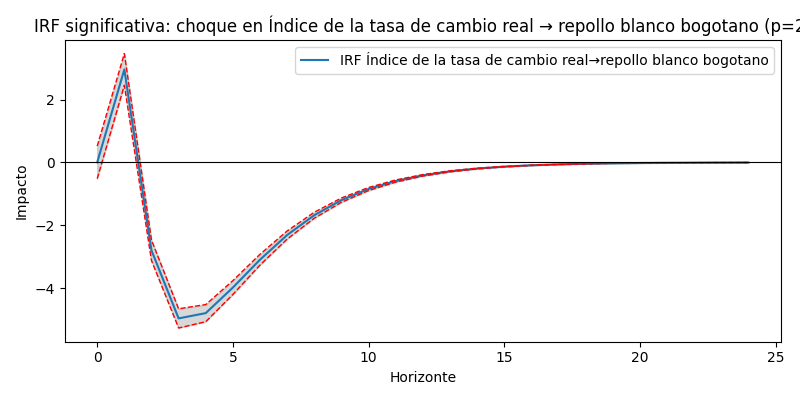 IRF significativa: choque en Índice de la tasa de cambio real → repollo blanco bogotano (p=2
IRF Índice de la tasa de cambio real→repollo blanco bogotano
Impacto
2
0
−2
−4
0 5 10 15 20 25
Horizonte